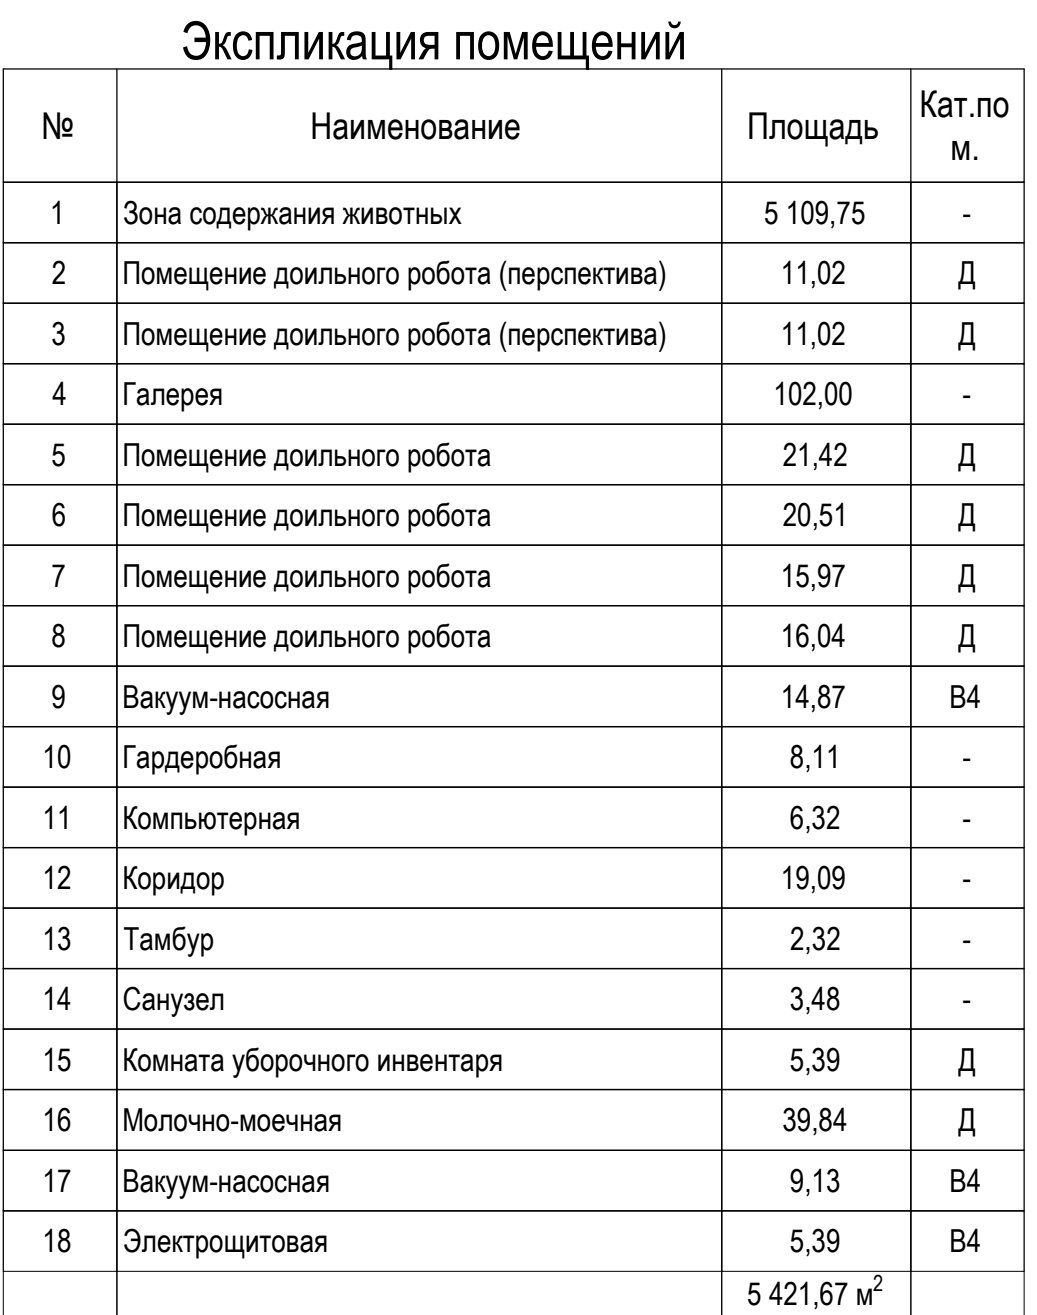 Экспликация помещений
№ Наименование Площадь Кат.по
м.
1 Зона содержания животных 5 109,75 -
2 Помещение доильного робота (перспектива) 11,02 Д
3 Помещение доильного робота (перспектива) 11,02 Д
4 Галерея 102,00 -
5 Помещение доильного робота 21,42 Д
6 Помещение доильного робота 20,51 Д
7 Помещение доильного робота 15,97 Д
8 Помещение доильного робота 16,04 Д
9 Вакуум-насосная 14,87 В4
10 Гардеробная 8,11 -
11 Компьютерная 6,32 -
12 Коридор 19,09 -
13 Тамбур 2,32 -
14 Санузел 3,48 -
15 Комната уборочного инвентаря 5,39 Д
16 Молочно-моечная 39,84 Д
17 Вакуум-насосная 9,13 В4
18 Электрощитовая 5,39 В4
5 421,67 м²